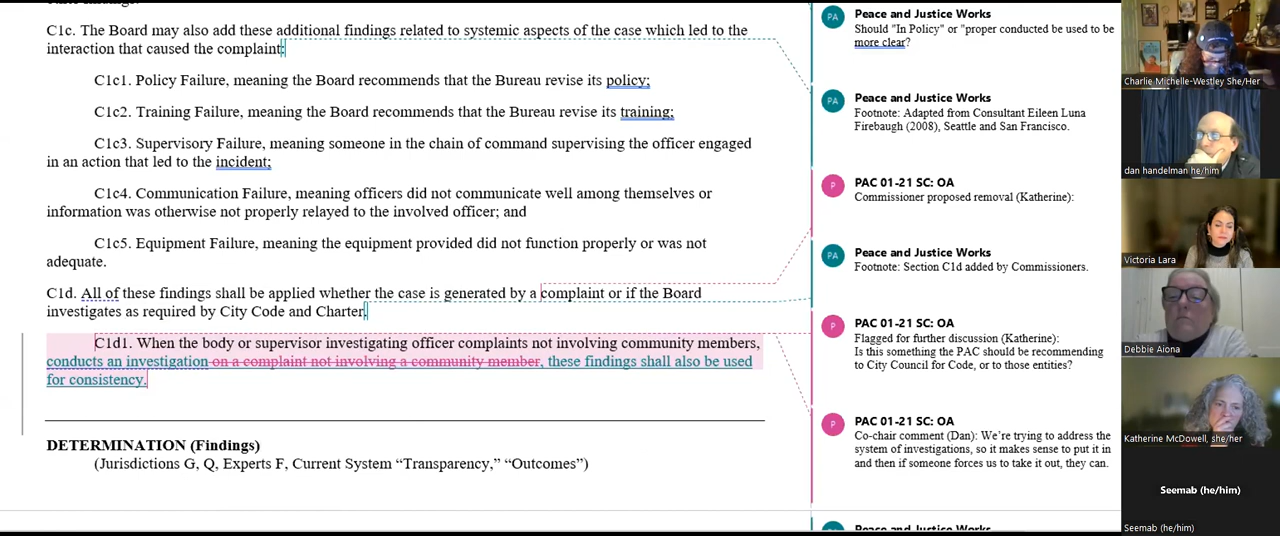 C1c. The Board may also add these additional findings related to systemic aspects of the case which led to the
interaction that caused the complaint:
C1c1. Policy Failure, meaning the Board recommends that the Bureau revise its policy;
C1c2. Training Failure, meaning the Board recommends that the Bureau revise its training;
C1c3. Supervisory Failure, meaning someone in the chain of command supervising the officer engaged
in an action that led to the incident;
C1c4. Communication Failure, meaning officers did not communicate well among themselves or
information was otherwise not properly relayed to the involved officer; and
C1c5. Equipment Failure, meaning the equipment provided did not function properly or was not
adequate.
C1d. All of these findings shall be applied whether the case is generated by a complaint or if the Board
investigates as required by City Code and Charter.
C1d1. When the body or supervisor investigating officer complaints not involving community members,
conducts an investigation on a complaint not involving a community member, these findings shall also be used
for consistency.
DETERMINATION (Findings)
(Jurisdictions G, Q, Experts F, Current System “Transparency,” “Outcomes”)
PA
Peace and Justice Works
Should "In Policy" or "proper conducted be used to be
more clear?
PA
Peace and Justice Works
Footnote: Adapted from Consultant Eileen Luna
Firebaugh (2008), Seattle and San Francisco.
P
PAC 01-21 SC: OA
Commissioner proposed removal (Katherine):
PA
Peace and Justice Works
Footnote: Section C1d added by Commissioners.
P
PAC 01-21 SC: OA
Flagged for further discussion (Katherine):
Is this something the PAC should be recommending
to City Council for Code, or to those entities?
P
PAC 01-21 SC: OA
Co-chair comment (Dan): We’re trying to address the
system of investigations, so it makes sense to put it in
and then if someone forces us to take it out, they can.
PA
Peace and Justice Works
Charlie Michelle-Westley She/Her
dan handelman he/him
Victoria Lara
Debbie Aiona
Katherine McDowell, she/her
Seemab (he/him)
Seemab (he/him)